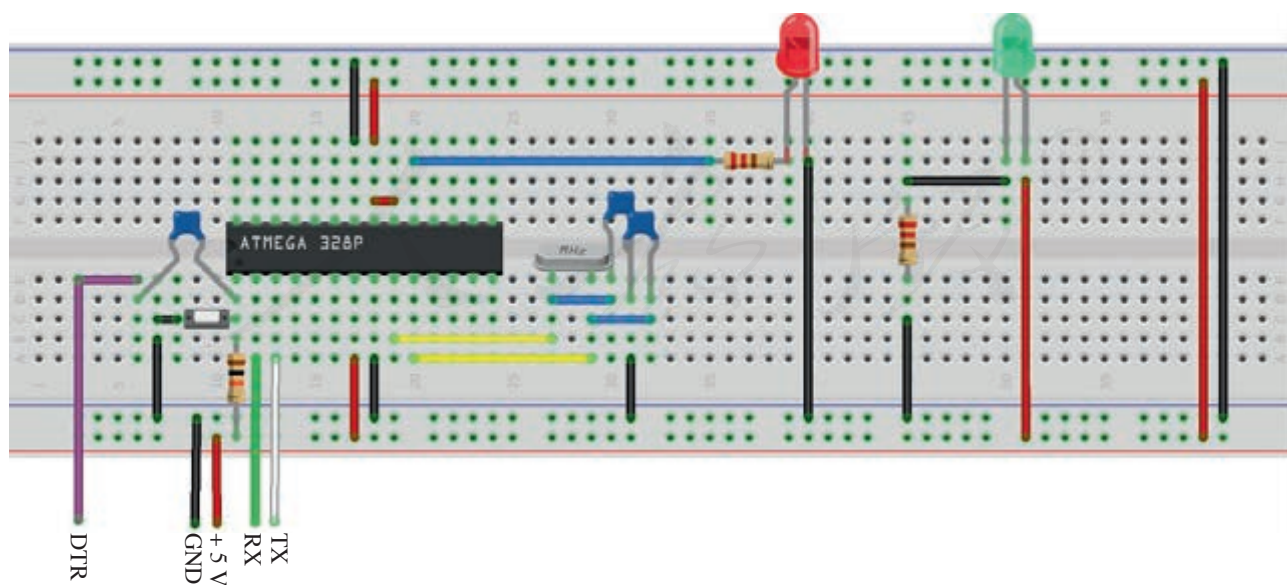 ATMEGA 328P
MHz
DTR
GND
+ 5 V
RX
TX